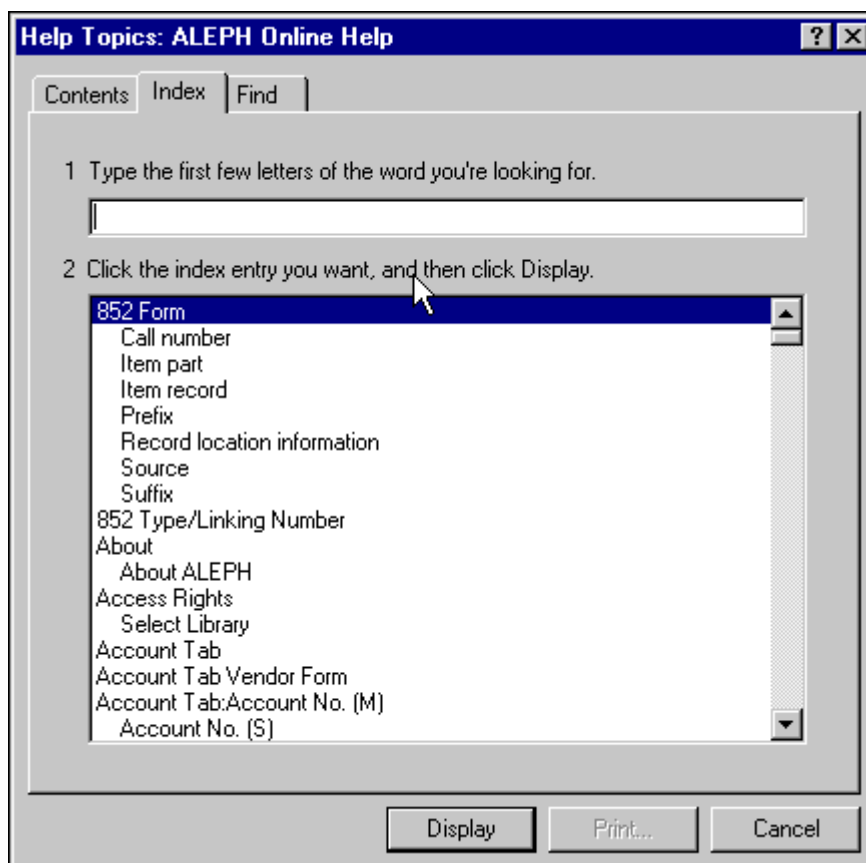 Help Topics: ALEPH Online Help
Contents Index Find
1 Type the first few letters of the word you're looking for.
2 Click the index entry you want, and then click Display.
852 Form
Call number
Item part
Item record
Prefix
Record location information
Source
Suffix
852 Type/Linking Number
About
About ALEPH
Access Rights
Select Library
Account Tab
Account Tab Vendor Form
Account Tab:Account No. (M)
Account No. (S)
Display Print... Cancel